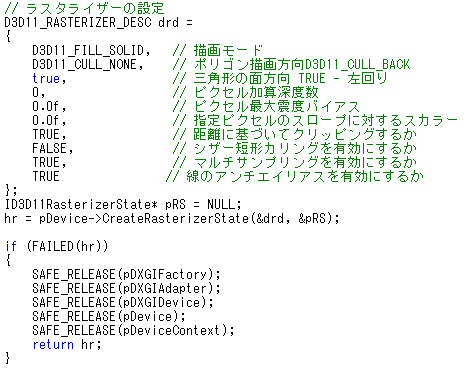 // ラスタライザーの設定
D3D11_RASTERIZER_DESC drd =
{
    D3D11_FILL_SOLID,   // 描画モード
    D3D11_CULL_NONE,    // ポリゴン描画方向D3D11_CULL_BACK
    true,               // 三角形の面方向 TRUE - 左回り
    0,                  // ピクセル加算深度数
    0.0f,               // ピクセル最大震度バイアス
    0.0f,               // 指定ピクセルのスロープに対するスカラー
    TRUE,               // 距離に基づいてクリッピングするか
    FALSE,              // シザー短形カリングを有効にするか
    TRUE,               // マルチサンプリングを有効にするか
    TRUE               // 線のアンチエイリアスを有効にするか
};
ID3D11RasterizerState* pRS = NULL;
hr = pDevice->CreateRasterizerState(&drd, &pRS);

if (FAILED(hr))
{
    SAFE_RELEASE(pDXGIFactory);
    SAFE_RELEASE(pDXGIAdapter);
    SAFE_RELEASE(pDXGIDevice);
    SAFE_RELEASE(pDevice);
    SAFE_RELEASE(pDeviceContext);
    return hr;
}